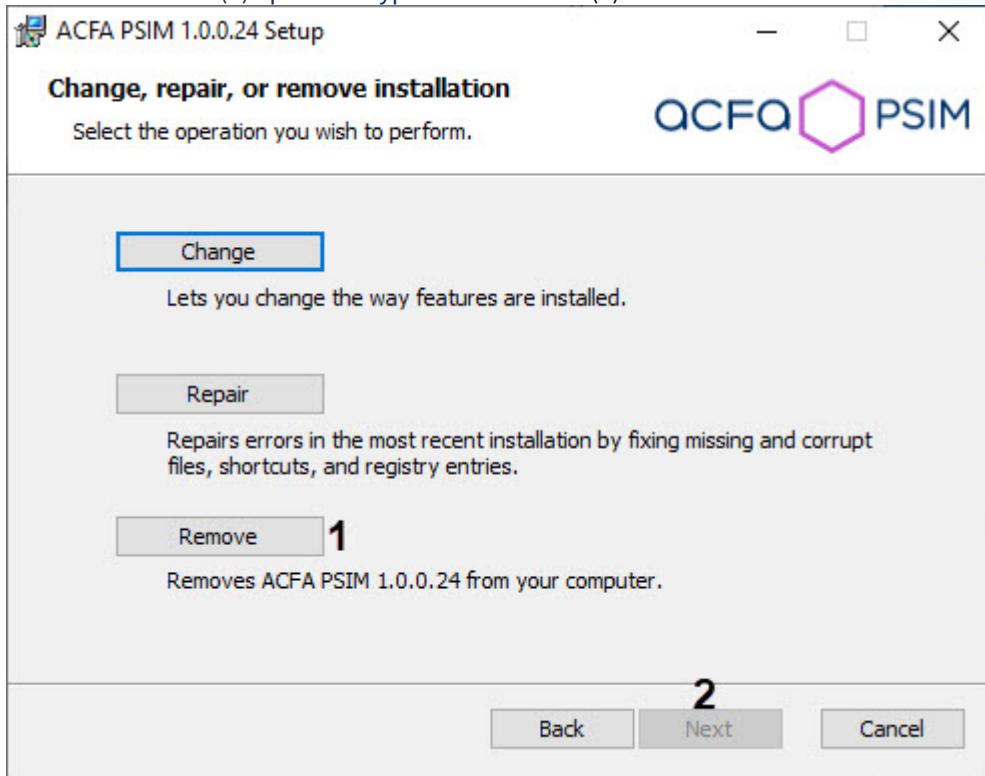 ACFA PSIM 1.0.0.24 Setup
Change, repair, or remove installation
Select the operation you wish to perform.
acfa PSIM
Change
Lets you change the way features are installed.
Repair
Repairs errors in the most recent installation by fixing missing and corrupt
files, shortcuts, and registry entries.
Remove 1
Removes ACFA PSIM 1.0.0.24 from your computer.
2
Back Next Cancel